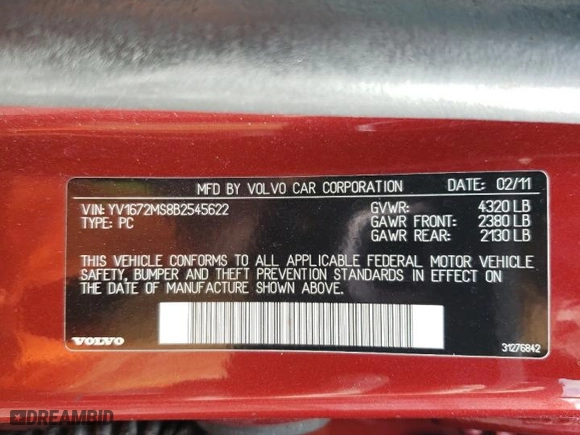 MFD BY VOLVO CAR CORPORATION DATE: 02/11
VIN: YV1672MS8B2545622 GVWR: 4320 LB
TYPE: PC GAWR FRONT: 2380 LB
GAWR REAR: 2130 LB
THIS VEHICLE CONFORMS TO ALL APPLICABLE FEDERAL MOTOR VEHICLE
SAFETY, BUMPER AND THEFT PREVENTION STANDARDS IN EFFECT ON
THE DATE OF MANUFACTURE SHOWN ABOVE.
VOLVO 31276842
DREAMBID